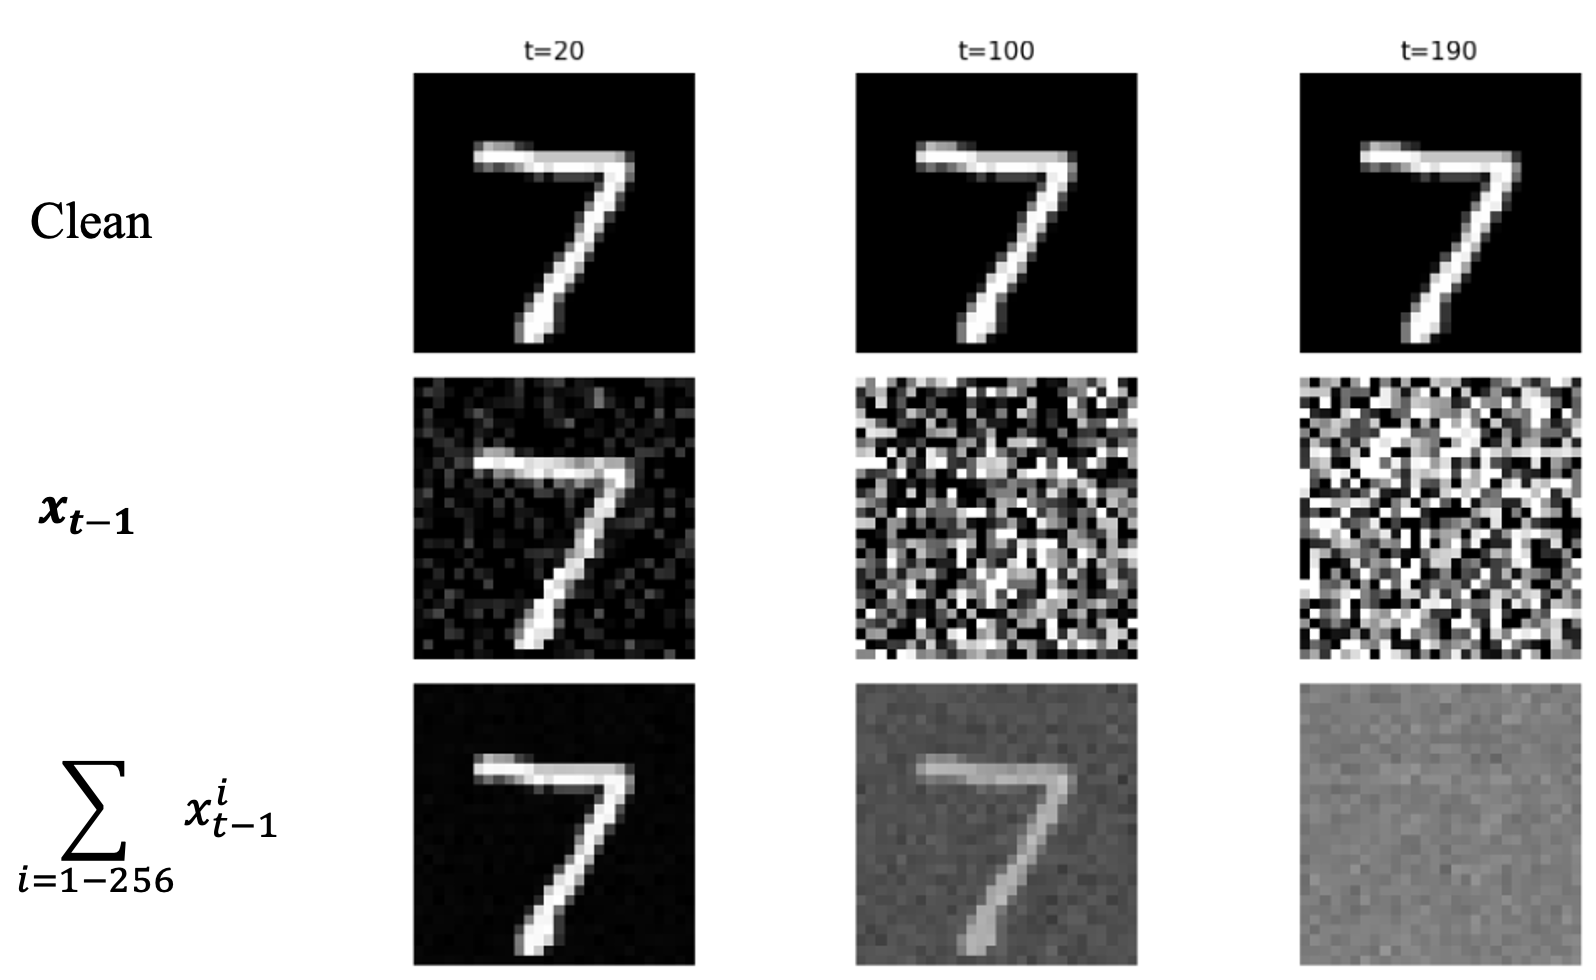 t=20 t=100 t=190
Clean
x_{t−1}
∑_{i=1−256} x^i_{t−1}